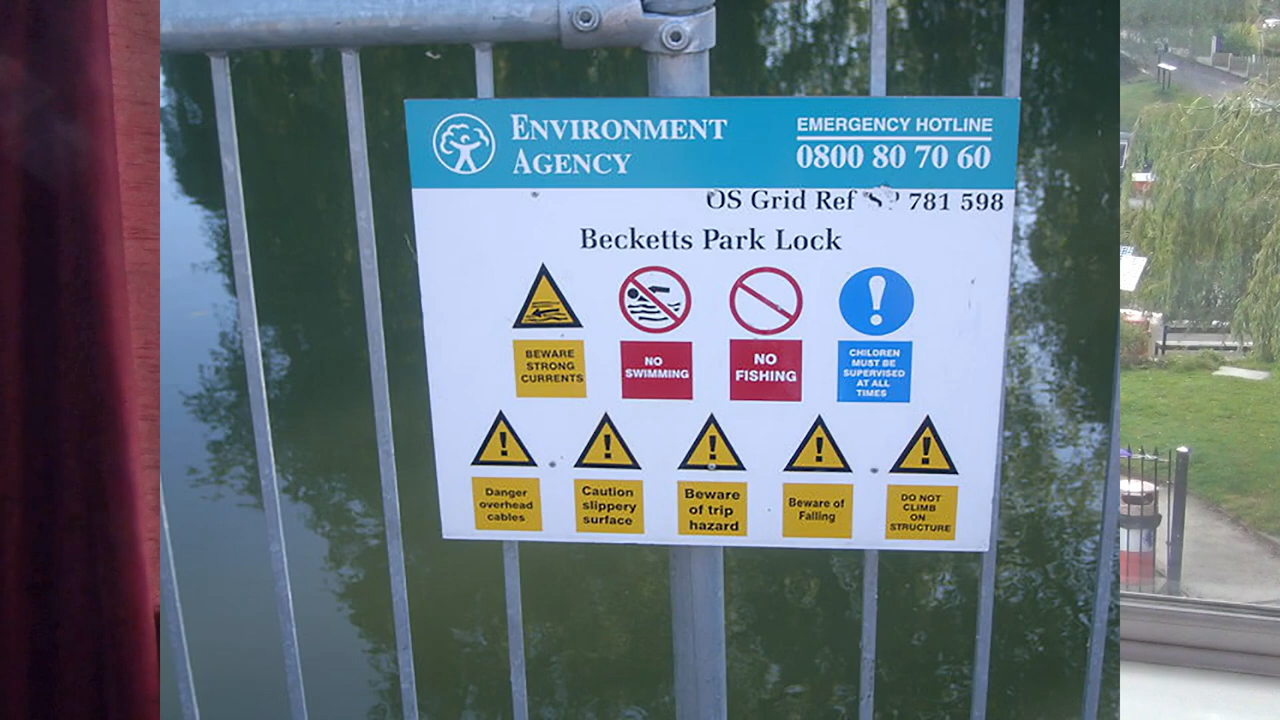 ENVIRONMENT
AGENCY
EMERGENCY HOTLINE
0800 80 70 60
OS Grid Ref SP 781 598
Becketts Park Lock
BEWARE
STRONG
CURRENTS
NO
SWIMMING
NO
FISHING
CHILDREN
MUST BE
SUPERVISED
AT ALL
TIMES
Danger
overhead
cables
Caution
slippery
surface
Beware
of trip
hazard
Beware of
Falling
DO NOT
CLIMB
ON
STRUCTURE